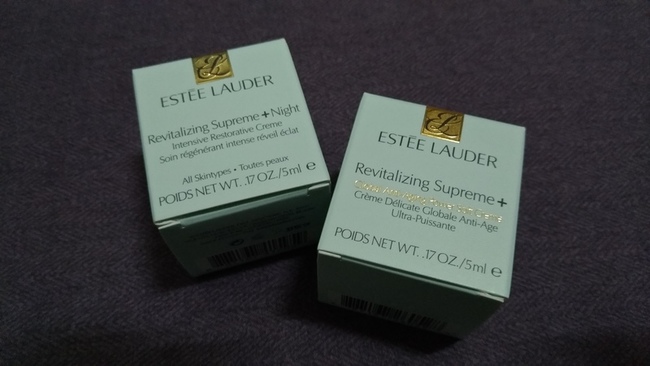 ESTĒE LAUDER
Revitalizing Supreme+Night
Intensive Restorative Creme
Soin régénérant intense réveil éclat
All Skintypes • Toutes peaux
POIDS NET WT. .17 OZ./5ml e
ESTĒE LAUDER
Revitalizing Supreme+
Crème Délicate Globale Anti-Age
Ultra-Puissante
POIDS NET WT. .17 OZ./5ml e